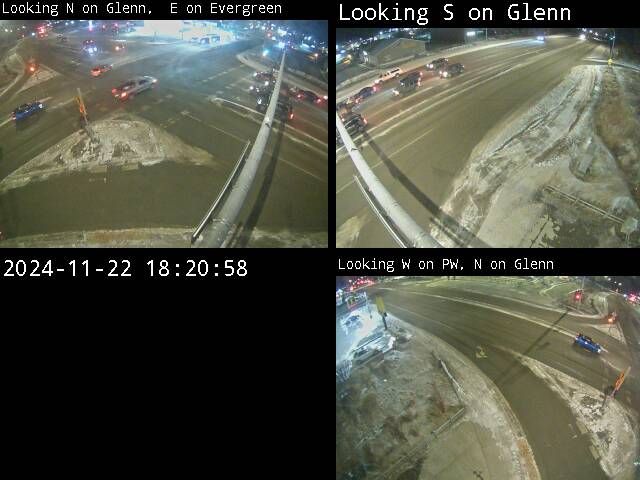 Looking N on Glenn,  E on Evergreen
Looking S on Glenn
2024-11-22 18:20:58
Looking W on PW, N on Glenn